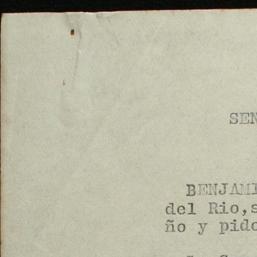 SEN
BENJAMI
del Rio,s
ño y pido